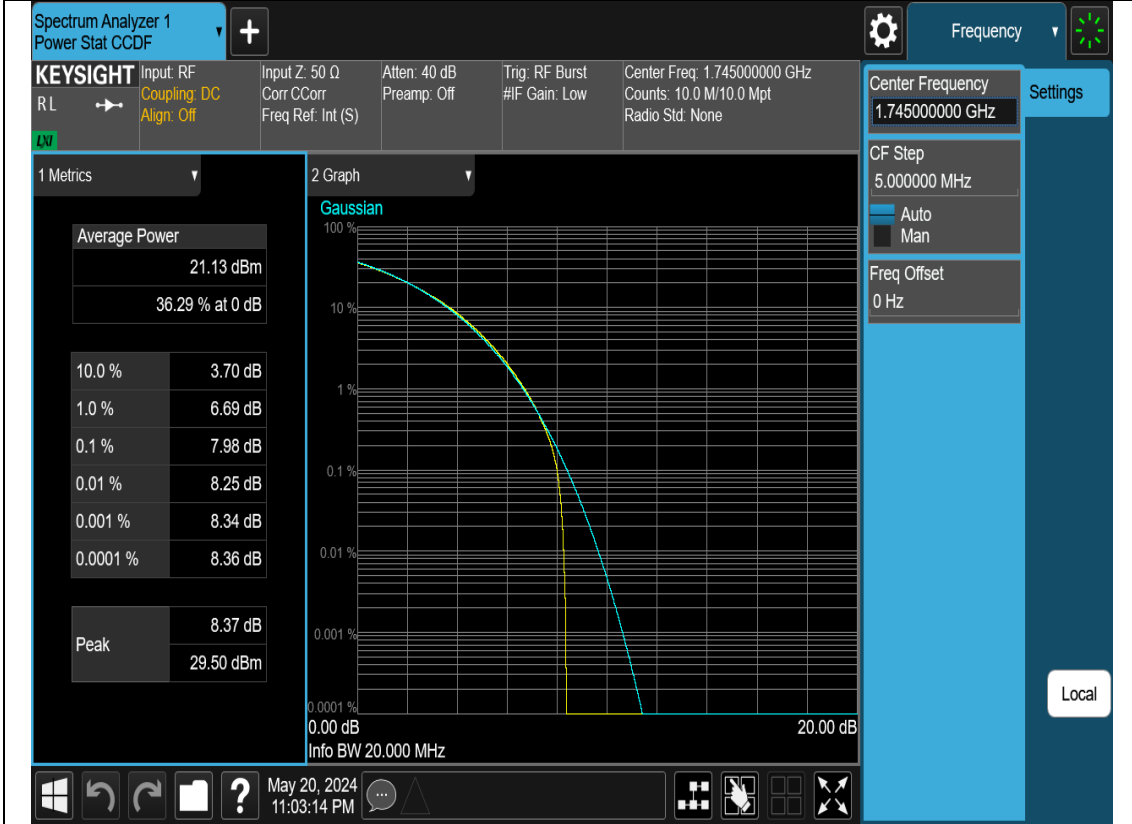 Spectrum Analyzer 1
Power Stat CCDF
Frequency
KEYSIGHT
RL
LXI
Input: RF
Coupling: DC
Align: Off
Input Z: 50 Ω
Corr CCorr
Freq Ref: Int (S)
Atten: 40 dB
Preamp: Off
Trig: RF Burst
#IF Gain: Low
Center Freq: 1.745000000 GHz
Counts: 10.0 M/10.0 Mpt
Radio Std: None
Center Frequency
1.745000000 GHz
Settings
CF Step
5.000000 MHz
Auto
Man
Freq Offset
0 Hz
1 Metrics
Average Power
21.13 dBm
36.29 % at 0 dB
10.0 % 3.70 dB
1.0 % 6.69 dB
0.1 % 7.98 dB
0.01 % 8.25 dB
0.001 % 8.34 dB
0.0001 % 8.36 dB
Peak 8.37 dB
29.50 dBm
2 Graph
Gaussian
100 %
10 %
1 %
0.1 %
0.01 %
0.001 %
0.0001 %
0.00 dB 20.00 dB
Info BW 20.000 MHz
Local
?
May 20, 2024
11:03:14 PM